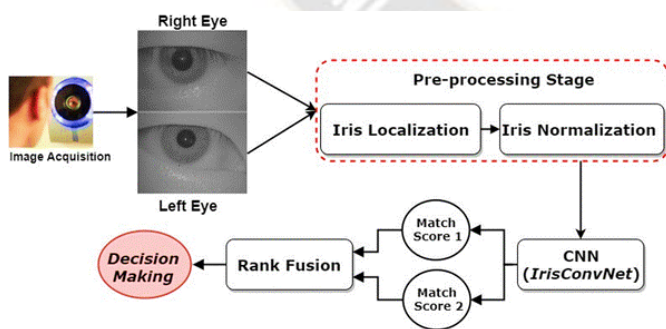 Right Eye
Image Acquisition
Left Eye
Pre-processing Stage
Iris Localization
Iris Normalization
CNN
(IrisConvNet)
Match
Score 1
Match
Score 2
Rank Fusion
Decision
Making